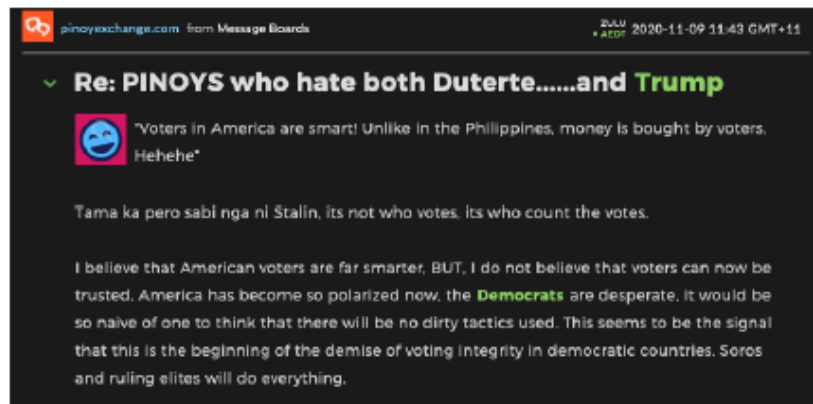 pinoyexchange.com from Message Boards
ZULU
• AEDT 2020-11-09 11:43 GMT+11
Re: PINOYS who hate both Duterte......and Trump
"Voters in America are smart! Unlike in the Philippines, money is bought by voters.
Hehehe"
Tama ka pero sabi nga ni Stalin, its not who votes, its who count the votes.
I believe that American voters are far smarter, BUT, I do not believe that voters can now be
trusted. America has become so polarized now, the Democrats are desperate. It would be
so naive of one to think that there will be no dirty tactics used. This seems to be the signal
that this is the beginning of the demise of voting integrity in democratic countries. Soros
and ruling elites will do everything.